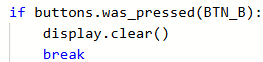 if buttons.was_pressed(BTN_B):
    display.clear()
    break